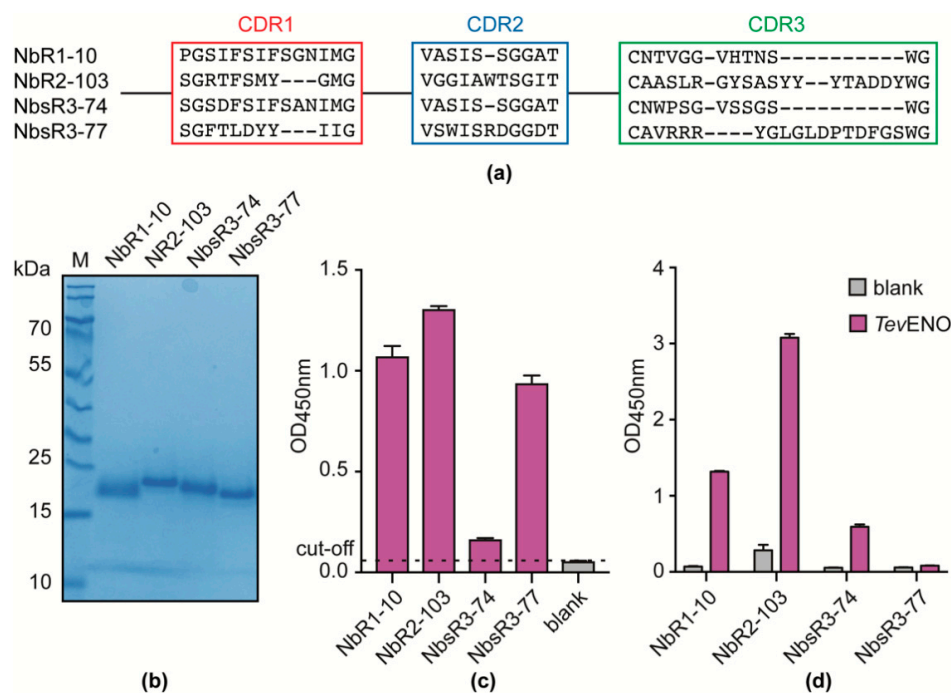 CDR1 CDR2 CDR3
NbR1-10 PGSIFSIFSGNIMG VASIS-SGGAT CNTVGG-VHTNS-----------WG
NbR2-103 SGRTFSMY---GMG VGGIAWTSGIT CAASLR-GYSASYY--YTADDYWG
NbsR3-74 SGSDFSIFSANIMG VASIS-SGGAT CNWPSG-VSSGS-----------WG
NbsR3-77 SGFTLDYY---IIG VSWISRDGGDT CAVRRR----YGLGLDPTDFGSWG
(a)
kDa M NbR1-10 NR2-103 NbsR3-74 NbsR3-77
70
55
25
15
10
(b)
OD450nm
1.5
1.0
0.5
cut-off
0.0
NbR1-10 NbR2-103 NbsR3-74 NbsR3-77 blank
(c)
OD450nm
4
3
2
1
0
blank
TevENO
NbR1-10 NbR2-103 NbsR3-74 NbsR3-77
(d)